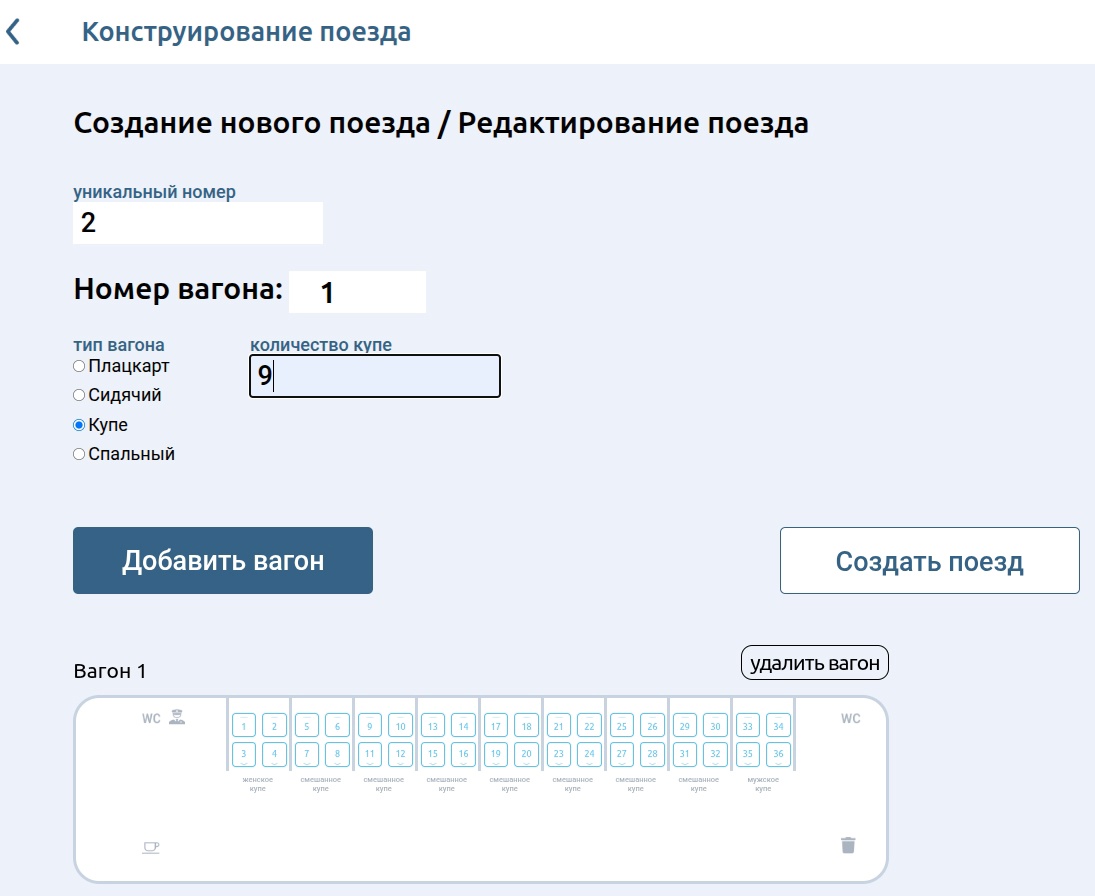 Конструирование поезда
Создание нового поезда / Редактирование поезда
уникальный номер
2
Номер вагона: 1
тип вагона
количество купе
Плацкарт
9
Сидячий
Купе
Спальный
Добавить вагон
Создать поезд
Вагон 1
удалить вагон
WC
WC
1 2 5 6 9 10 13 14 17 18 21 22 25 26 29 30 33 34
3 4 7 8 11 12 15 16 19 20 23 24 27 28 31 32 35 36
женское смешанное смешанное смешанное смешанное смешанное смешанное смешанное мужское
купе купе купе купе купе купе купе купе купе